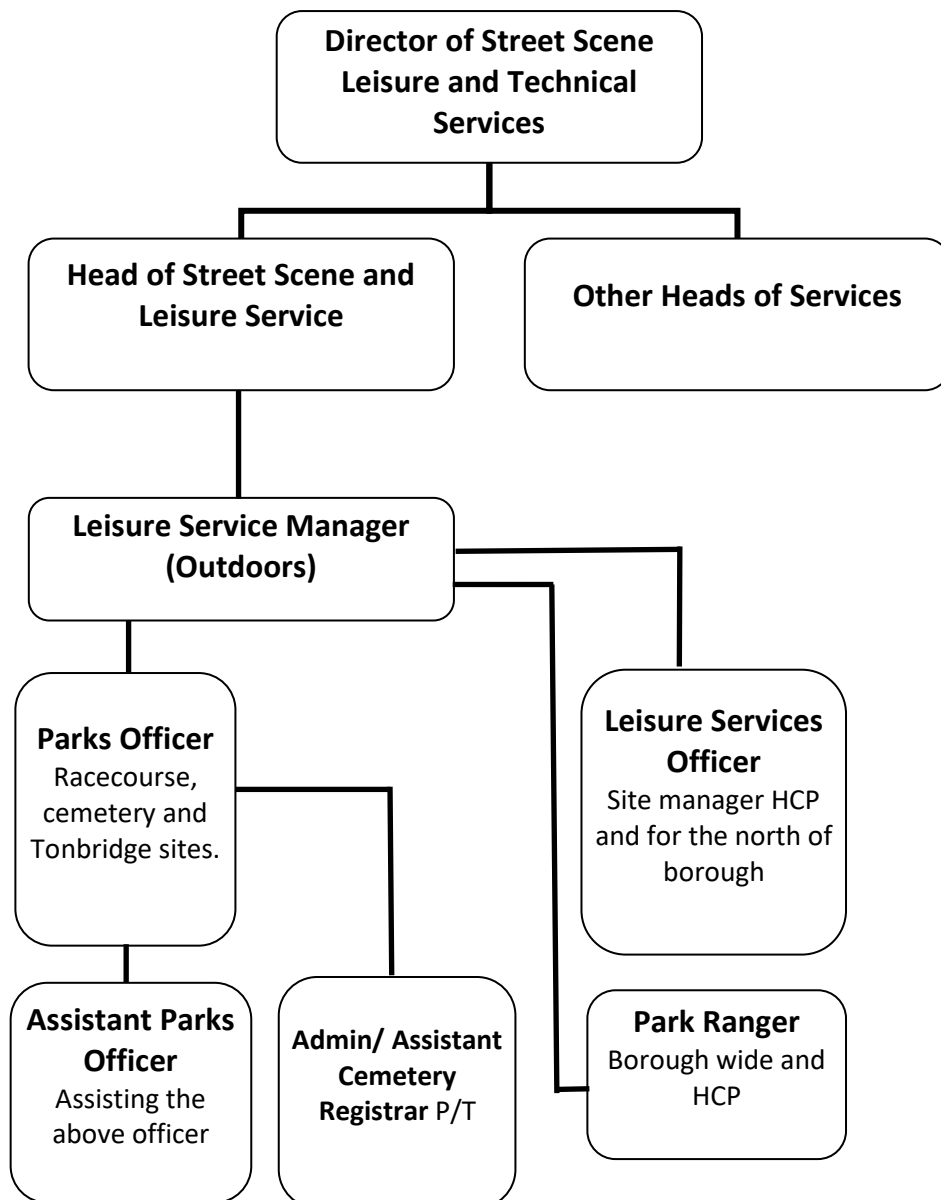 Director of Street Scene
Leisure and Technical
Services
Head of Street Scene and
Leisure Service
Other Heads of Services
Leisure Service Manager
(Outdoors)
Parks Officer
Racecourse,
cemetery and
Tonbridge sites.
Leisure Services
Officer
Site manager HCP
and for the north of
borough
Assistant Parks
Officer
Assisting the
above officer
Admin/ Assistant
Cemetery
Registrar P/T
Park Ranger
Borough wide and
HCP